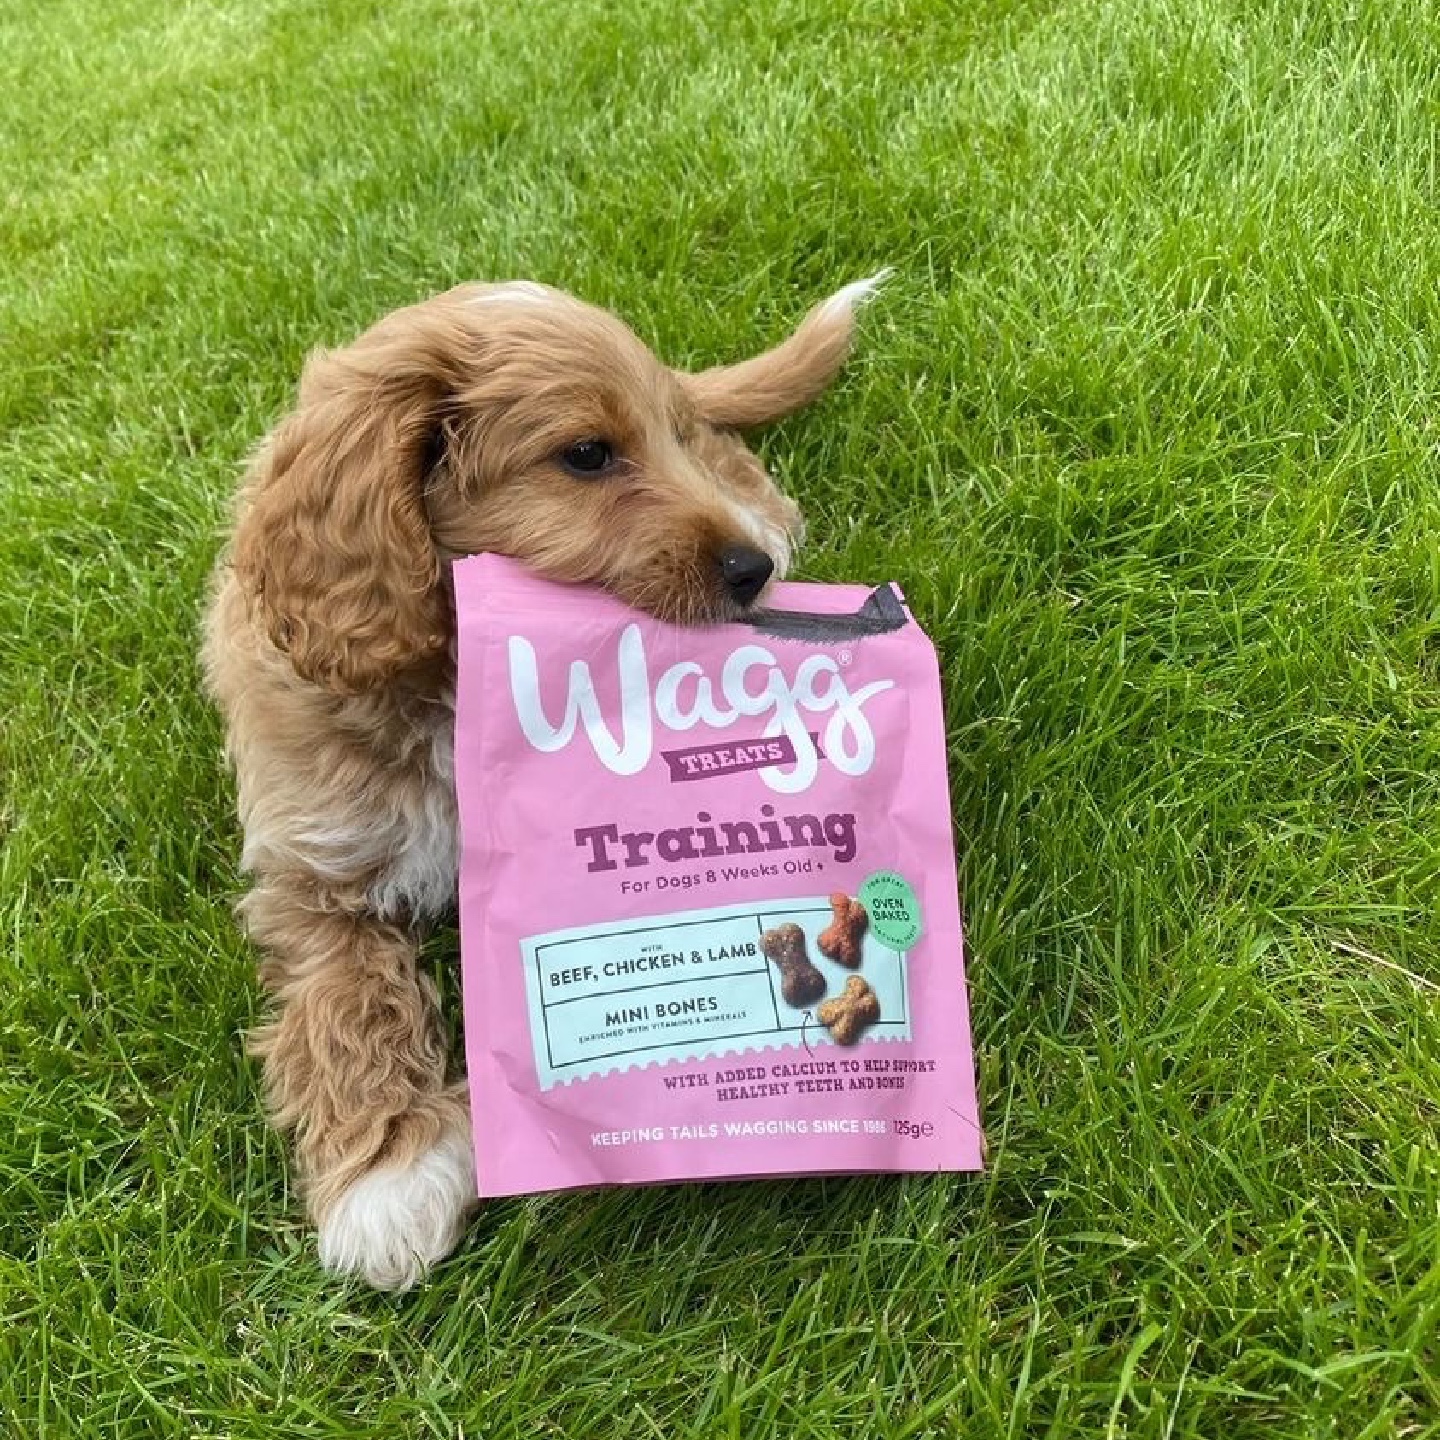 Wagg®
TREATS
Training
For Dogs 8 Weeks Old +
OVEN
BAKED
WITH
BEEF, CHICKEN & LAMB
MINI BONES
ENRICHED WITH VITAMINS & MINERALS
WITH ADDED CALCIUM TO HELP SUPPORT
HEALTHY TEETH AND BONES
KEEPING TAILS WAGGING SINCE 1986 125g℮